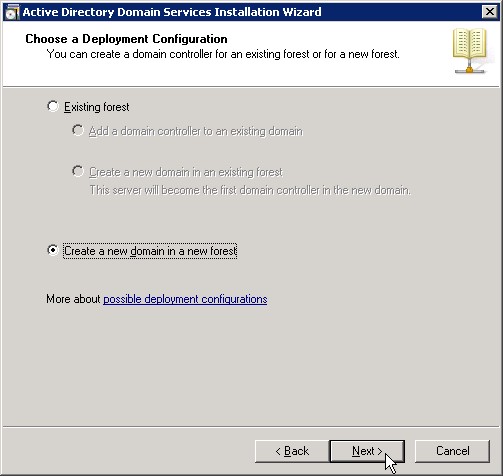 Active Directory Domain Services Installation Wizard
Choose a Deployment Configuration
You can create a domain controller for an existing forest or for a new forest.
Existing forest
Add a domain controller to an existing domain
Create a new domain in an existing forest
This server will become the first domain controller in the new domain.
Create a new domain in a new forest
More about possible deployment configurations
< Back
Next >
Cancel